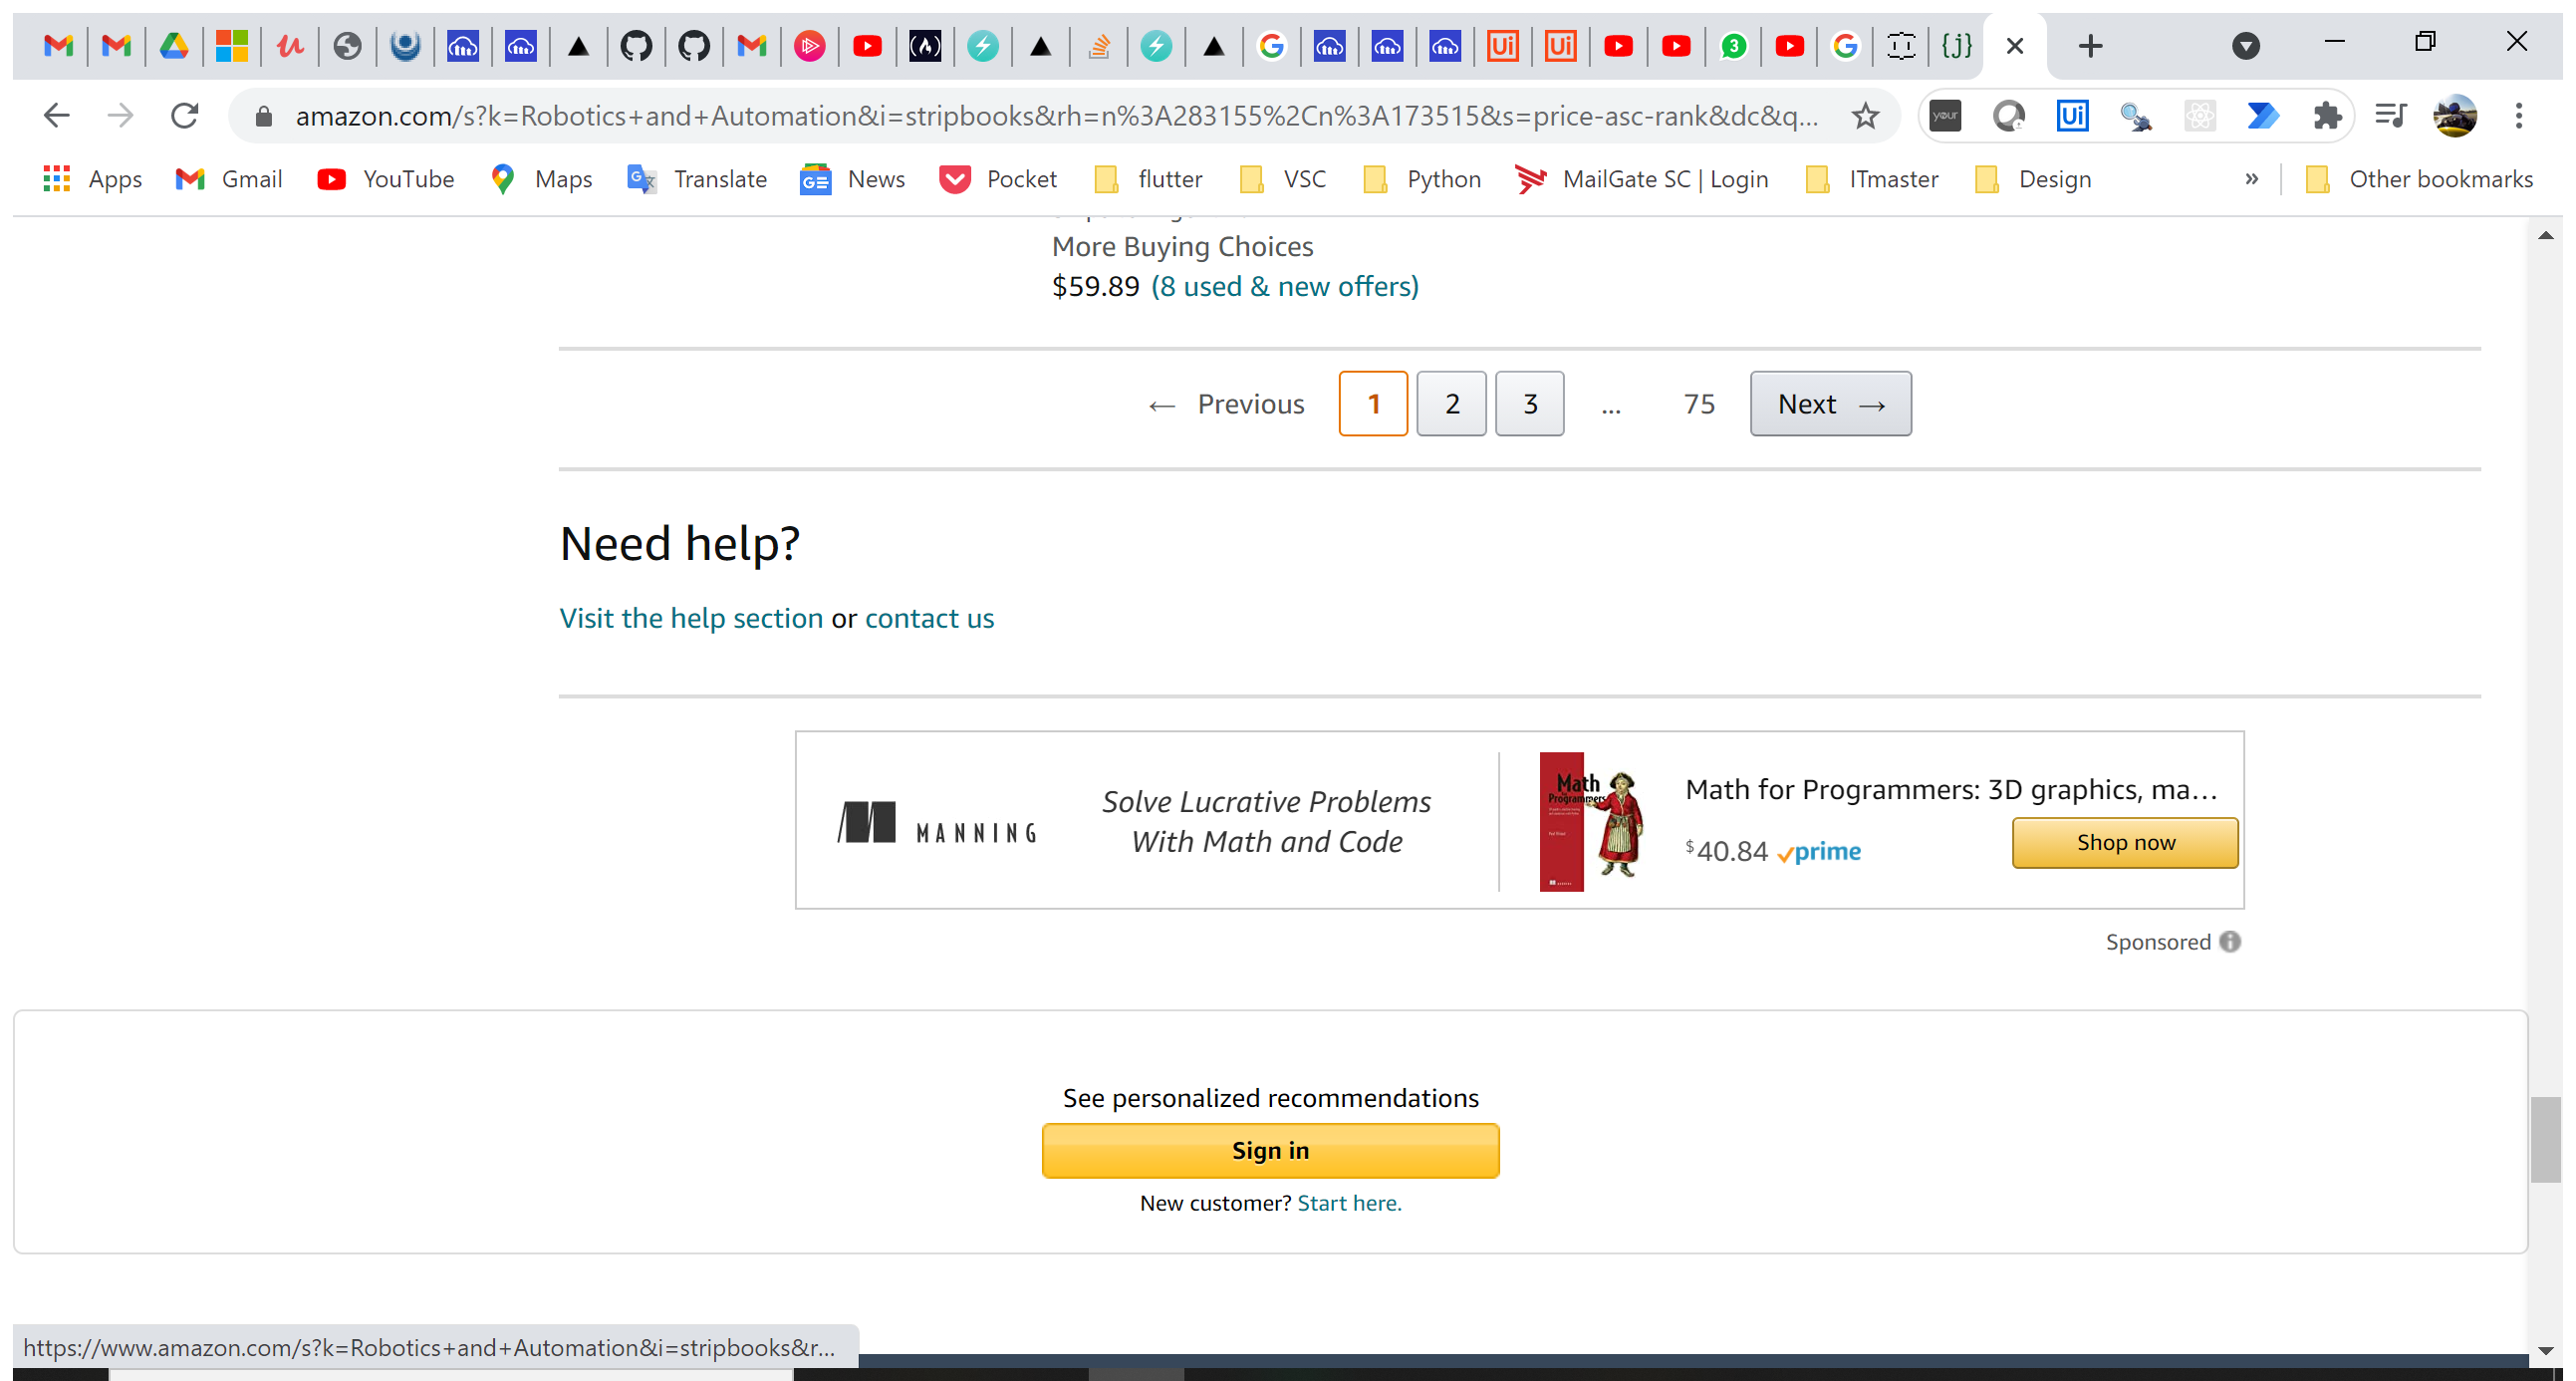 amazon.com/s?k=Robotics+and+Automation&i=stripbooks&rh=n%3A283155%2Cn%3A173515&s=price-asc-rank&dc&q...
Apps Gmail YouTube Maps Translate News Pocket flutter VSC Python MailGate SC | Login ITmaster Design » Other bookmarks
More Buying Choices
$59.89 (8 used & new offers)
← Previous 1 2 3 ... 75 Next →
Need help?
Visit the help section or contact us
MANNING
Solve Lucrative Problems
With Math and Code
Math
Programmers
Math for Programmers: 3D graphics, ma...
$40.84 prime
Shop now
Sponsored
See personalized recommendations
Sign in
New customer? Start here.
https://www.amazon.com/s?k=Robotics+and+Automation&i=stripbooks&r...